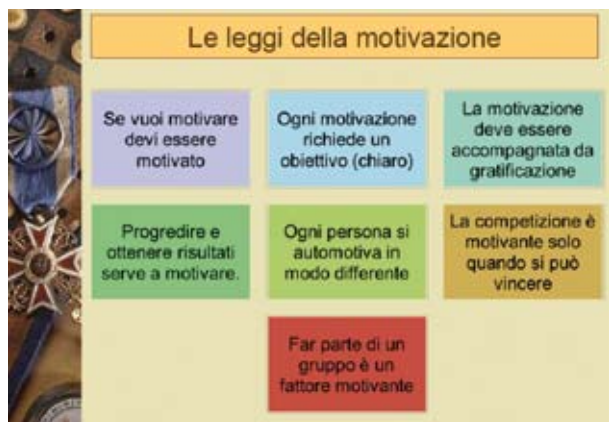 Le leggi della motivazione
Se vuoi motivare
devi essere
motivato
Ogni motivazione
richiede un
obiettivo (chiaro)
La motivazione
deve essere
accompagnata da
gratificazione
Progredire e
ottenere risultati
serve a motivare.
Ogni persona si
automotiva in
modo differente
La competizione è
motivante solo
quando si può
vincere
Far parte di un
gruppo è un
fattore motivante